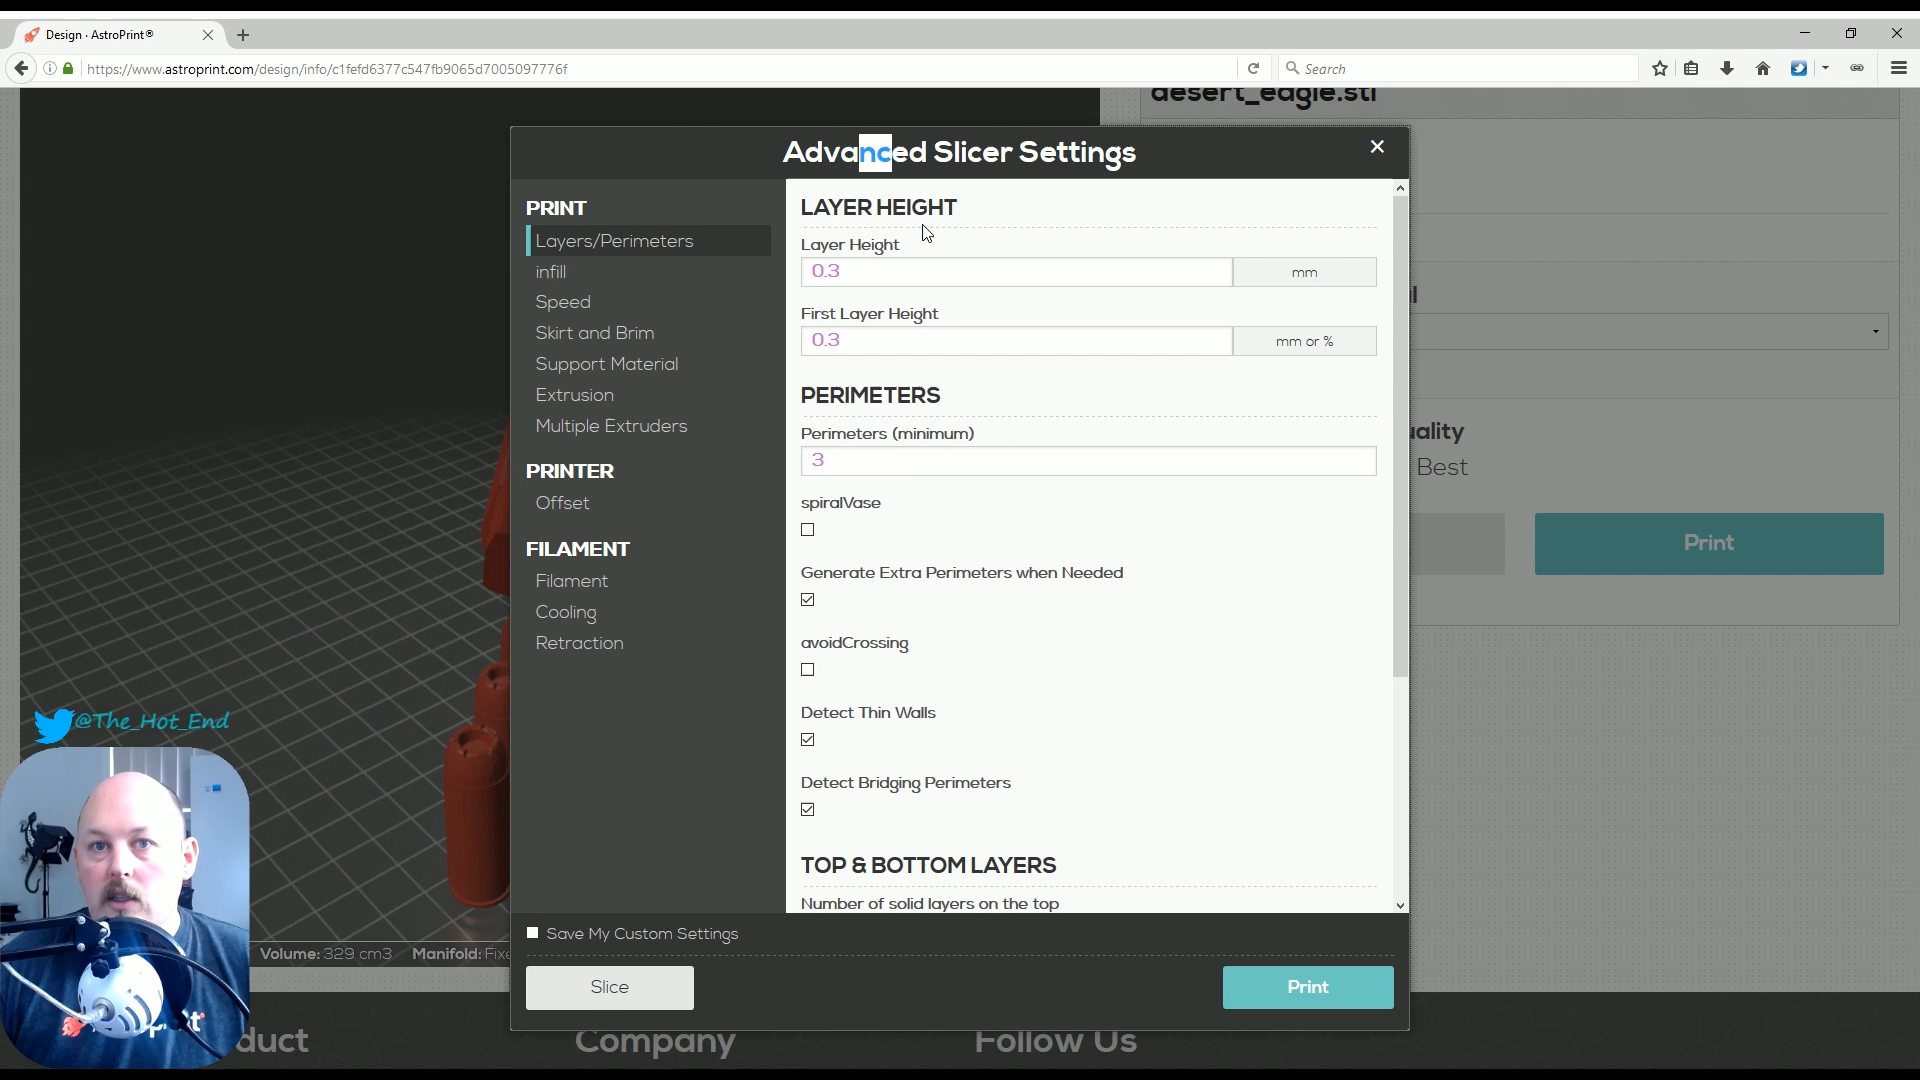 Design · AstroPrint®
https://www.astroprint.com/design/info/c1fefd6377c547fb9065d7005097776f
Search
desert_eagle.stl
Advanced Slicer Settings
PRINT
Layers/Perimeters
infill
Speed
Skirt and Brim
Support Material
Extrusion
Multiple Extruders
PRINTER
Offset
FILAMENT
Filament
Cooling
Retraction
LAYER HEIGHT
Layer Height
0.3 mm
First Layer Height
0.3 mm or %
PERIMETERS
Perimeters (minimum)
3
spiralVase
Generate Extra Perimeters when Needed
avoidCrossing
Detect Thin Walls
Detect Bridging Perimeters
TOP & BOTTOM LAYERS
Number of solid layers on the top
Save My Custom Settings
Slice
Print
Best
Print
@The_Hot_End
Volume: 329 cm3 Manifold:
Company
Follow Us